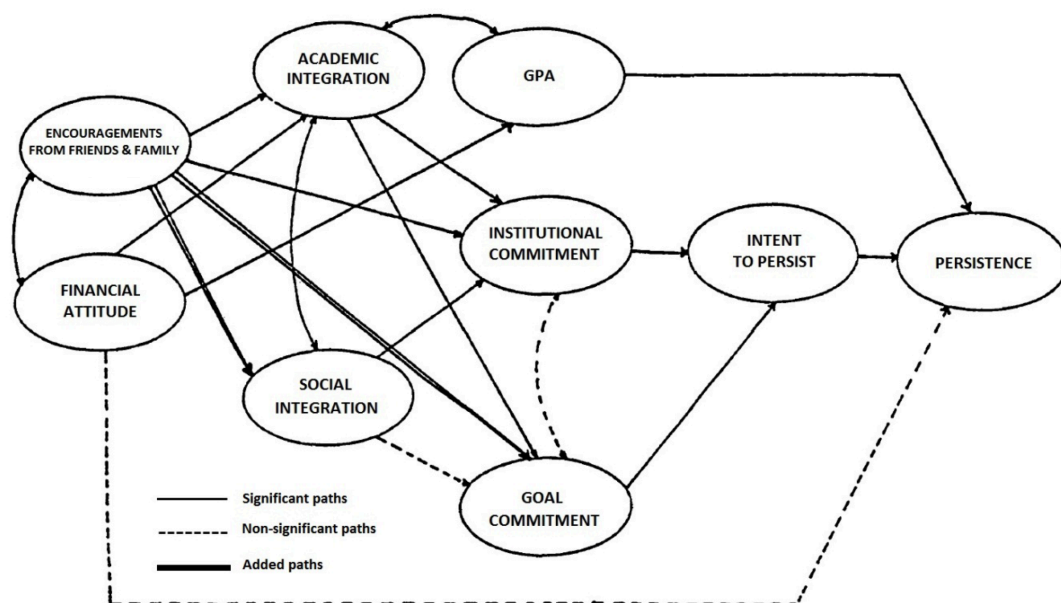 ACADEMIC
INTEGRATION
GPA
ENCOURAGEMENTS
FROM FRIENDS & FAMILY
INSTITUTIONAL
COMMITMENT
INTENT
TO PERSIST
PERSISTENCE
FINANCIAL
ATTITUDE
SOCIAL
INTEGRATION
GOAL
COMMITMENT
Significant paths
Non-significant paths
Added paths